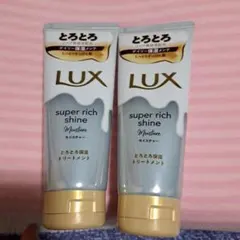 とろとろ
LUX
super rich
shine
Moisture
モイスチャー
とろとろ保湿
トリートメント
とろとろ
LUX
super rich
shine
Moisture
モイスチャー
とろとろ保湿
トリートメント